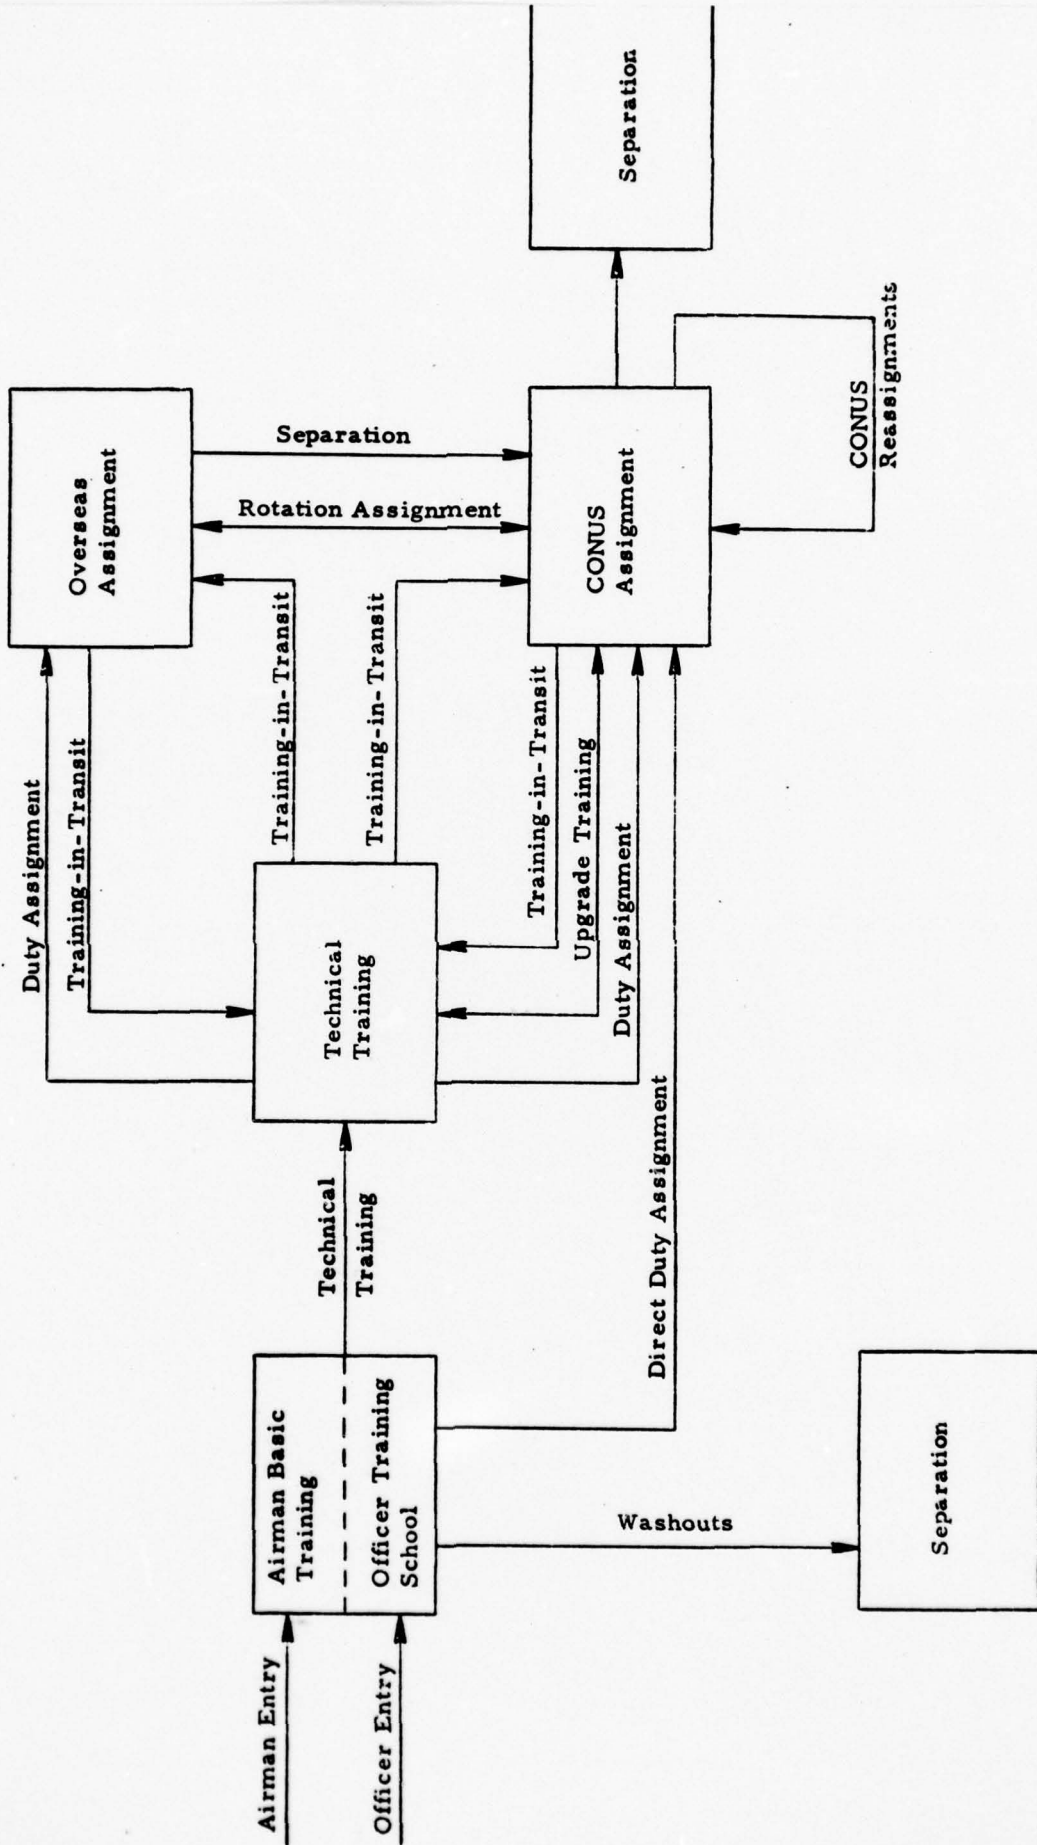 Airman Entry
Officer Entry
Airman Basic
Training
Officer Training
School
Washouts
Separation
Direct Duty Assignment
Technical
Training
Technical
Training
Duty Assignment
Training-in-Transit
Training-in-Transit
Training-in-Transit
Training-in-Transit
Upgrade Training
Duty Assignment
Overseas
Assignment
Separation
Rotation Assignment
CONUS
Assignment
CONUS
Reassignments
Separation